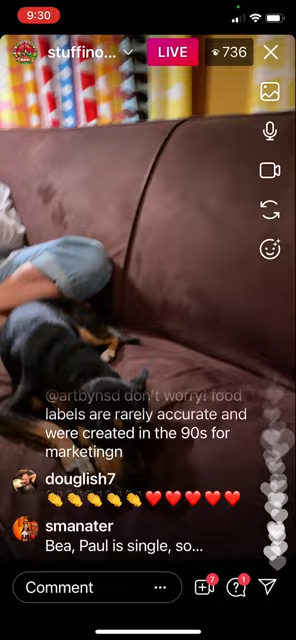 9:30
stuffino...
LIVE
736
@artbynsd don't worry! food
labels are rarely accurate and
were created in the 90s for
marketingn
douglish7
👏👏👏👏👏❤️❤️❤️❤️❤️
smanater
Bea, Paul is single, so...
Comment
7
1